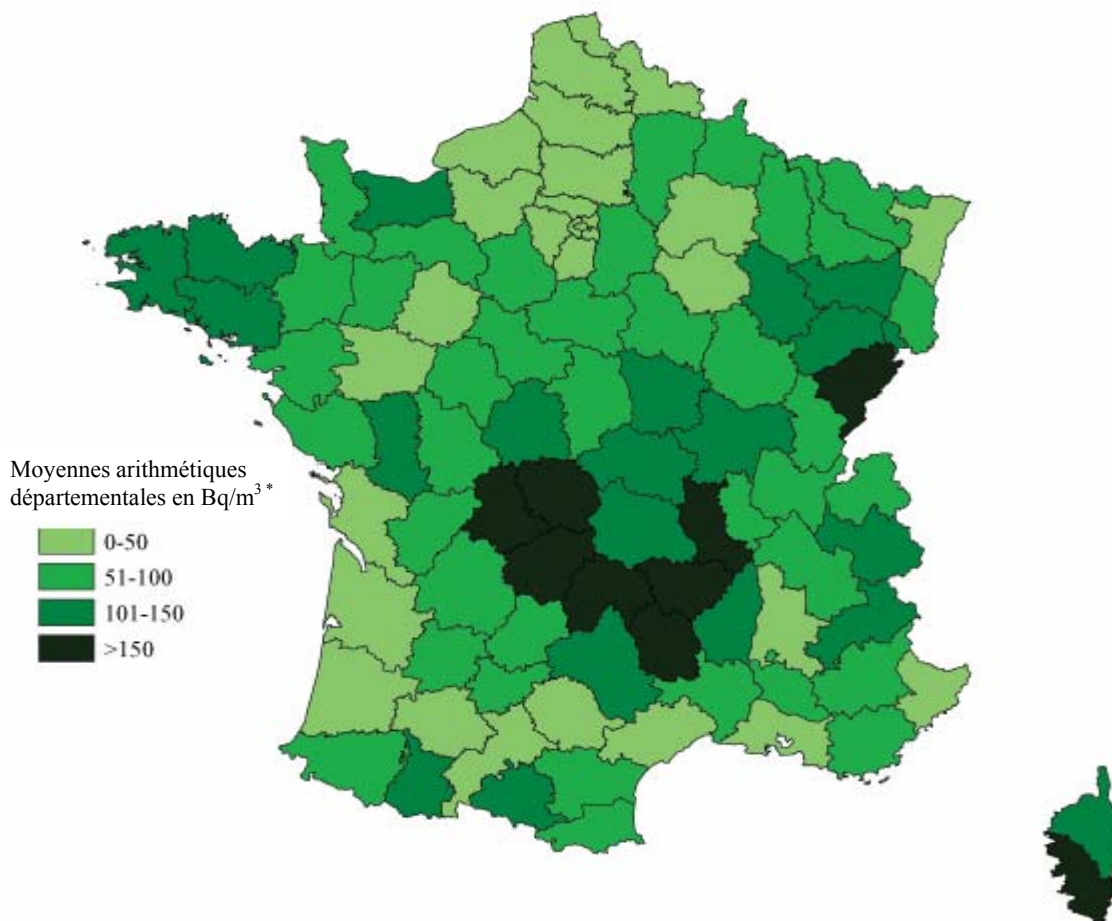 Moyennes arithmétiques
départementales en Bq/m³ *
0-50
51-100
101-150
>150